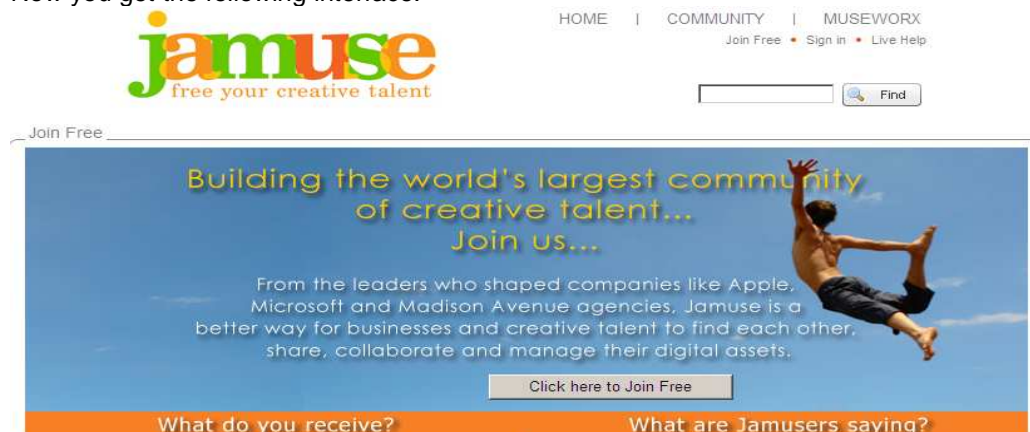 Now you get the following interface:
HOME | COMMUNITY | MUSEWORX
Join Free • Sign in • Live Help
jamuse
free your creative talent
Find
Join Free
Building the world's largest community
of creative talent...
Join us...
From the leaders who shaped companies like Apple,
Microsoft and Madison Avenue agencies, Jamuse is a
better way for businesses and creative talent to find each other,
share, collaborate and manage their digital assets.
Click here to Join Free
What do you receive? What are Jamusers saying?